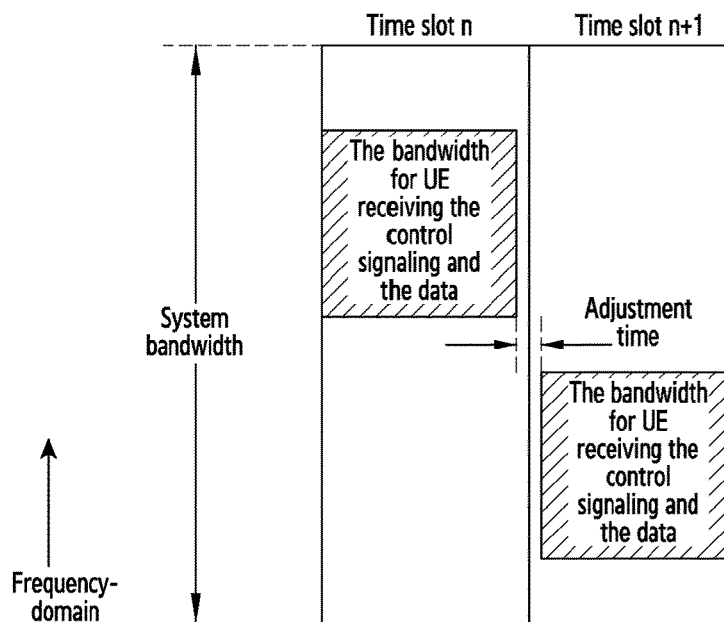 Time slot n
Time slot n+1
The bandwidth
for UE
receiving the
control
signaling and
the data
System
bandwidth
Adjustment
time
The bandwidth
for UE
receiving the
control
signaling and
the data
Frequency-
domain